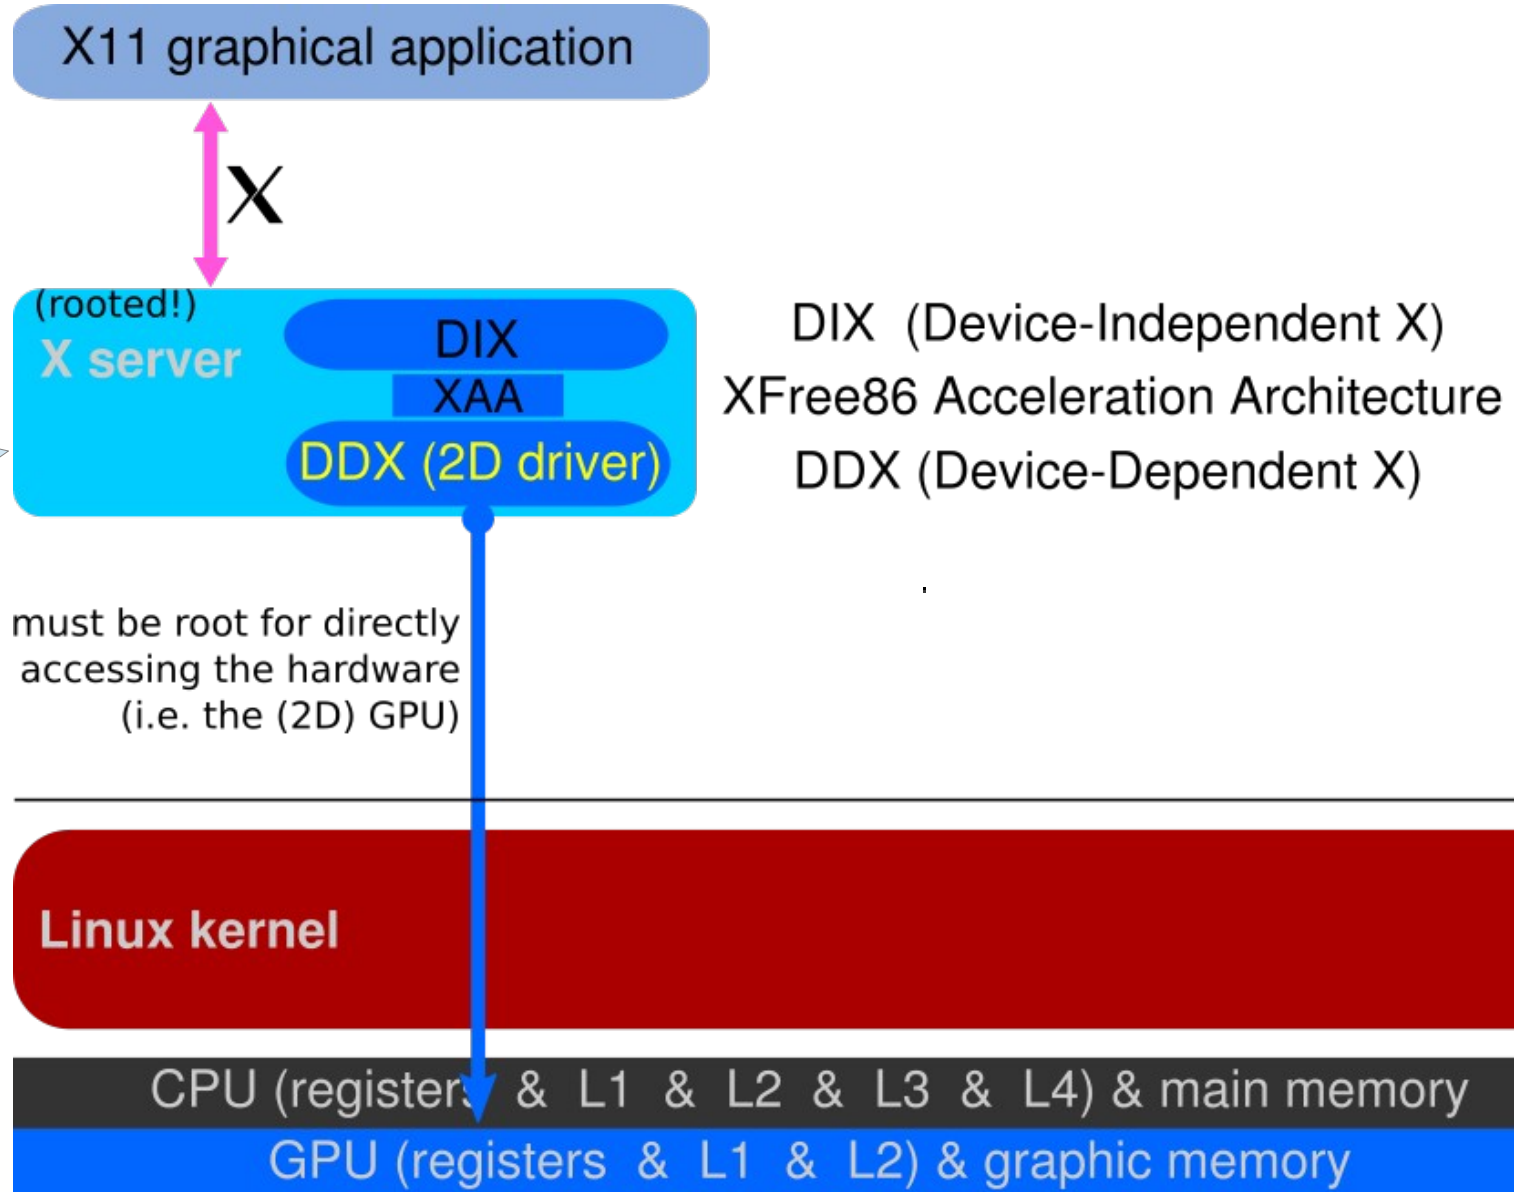 X11 graphical application
X
(rooted!)
X server
DIX
XAA
DDX (2D driver)
DIX (Device-Independent X)
XFree86 Acceleration Architecture
DDX (Device-Dependent X)
must be root for directly
accessing the hardware
(i.e. the (2D) GPU)
Linux kernel
CPU (registers & L1 & L2 & L3 & L4) & main memory
GPU (registers & L1 & L2) & graphic memory